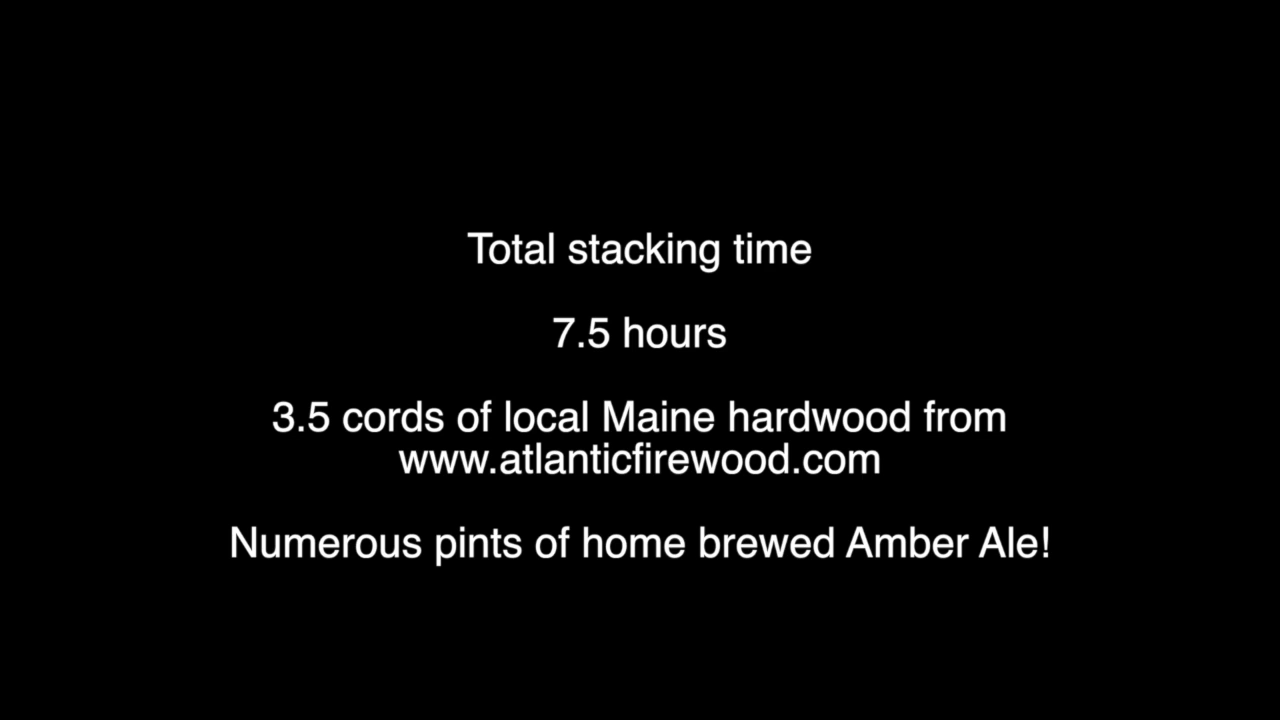 Total stacking time
7.5 hours
3.5 cords of local Maine hardwood from
www.atlanticfirewood.com
Numerous pints of home brewed Amber Ale!